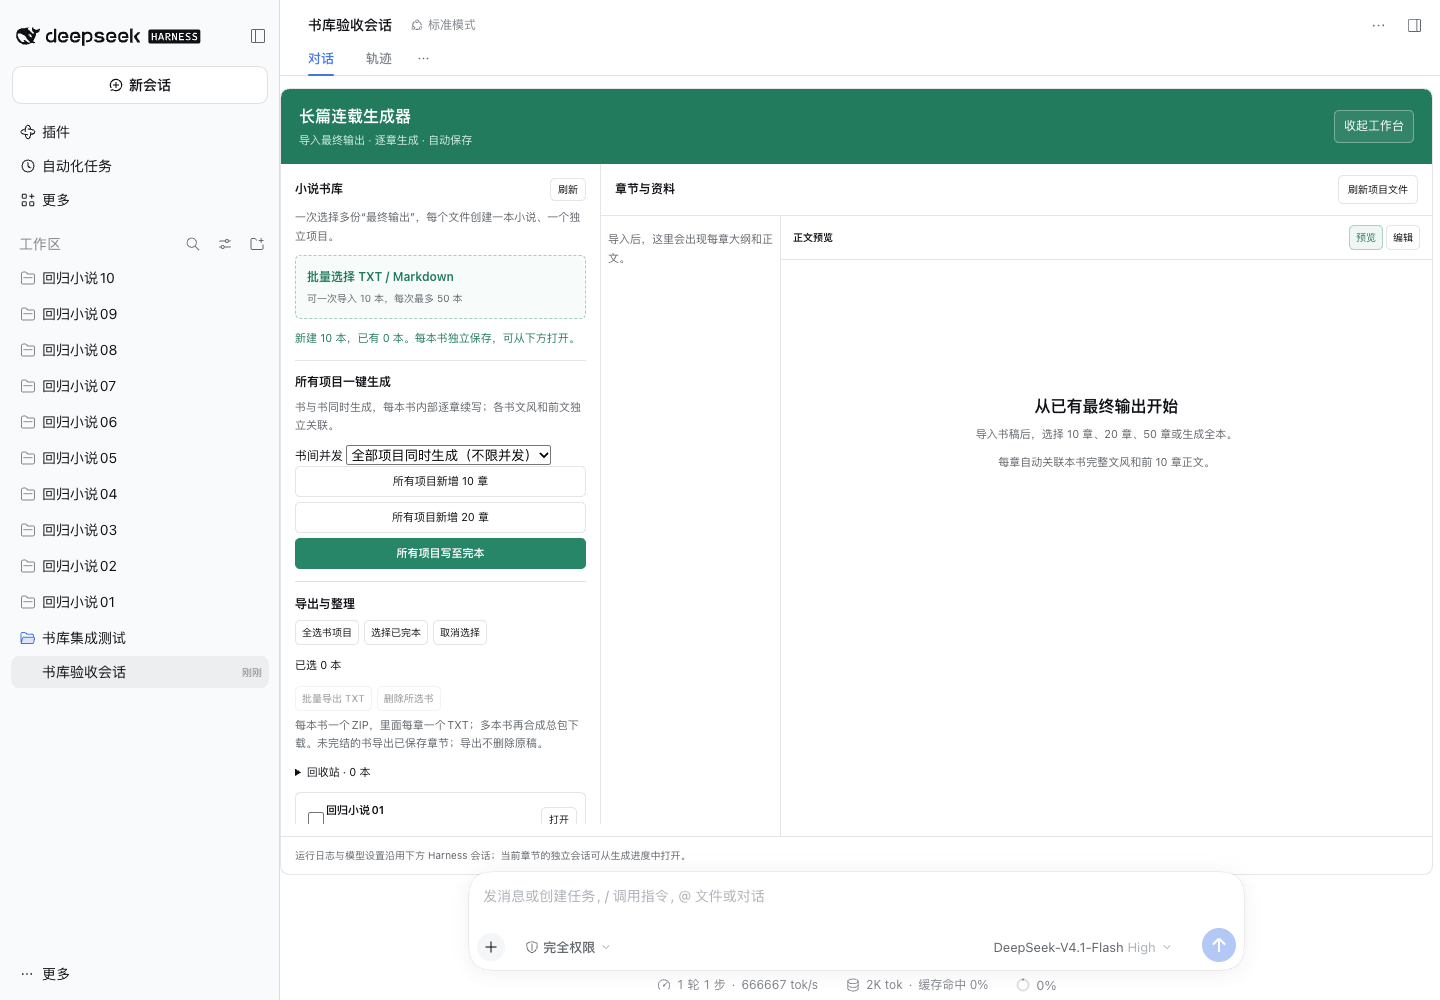 deepseek HARNESS
新会话
插件
自动化任务
更多
工作区
回归小说10
回归小说09
回归小说08
回归小说07
回归小说06
回归小说05
回归小说04
回归小说03
回归小说02
回归小说01
书库集成测试
书库验收会话 刚刚
更多
书库验收会话 标准模式
对话 轨迹
长篇连载生成器
导入最终输出 · 逐章生成 · 自动保存
收起工作台
小说书库 刷新
一次选择多份“最终输出”，每个文件创建一本小说、一个独
立项目。
批量选择 TXT / Markdown
可一次导入 10 本，每次最多 50 本
新建 10 本，已有 0 本。每本书独立保存，可从下方打开。
所有项目一键生成
书与书同时生成，每本书内部逐章续写；各书文风和前文独
立关联。
书间并发 全部项目同时生成（不限并发）
所有项目新增 10 章
所有项目新增 20 章
所有项目写至完本
导出与整理
全选书项目 选择已完本 取消选择
已选 0 本
批量导出 TXT 删除所选书
每本书一个 ZIP，里面每章一个 TXT；多本书再合成总包下
载。未完结的书导出已保存章节；导出不删除原稿。
回收站 · 0 本
回归小说01 打开
章节与资料 刷新项目文件
导入后，这里会出现每章大纲和正
文。
正文预览 预览 编辑
从已有最终输出开始
导入书稿后，选择 10 章、20 章、50 章或生成全本。
每章自动关联本书完整文风和前 10 章正文。
运行日志与模型设置沿用下方 Harness 会话；当前章节的独立会话可从生成进度中打开。
发消息或创建任务, / 调用指令, @ 文件或对话
完全权限 DeepSeek-V4.1-Flash High
1 轮 1 步 · 666667 tok/s 2K tok · 缓存命中 0% 0%